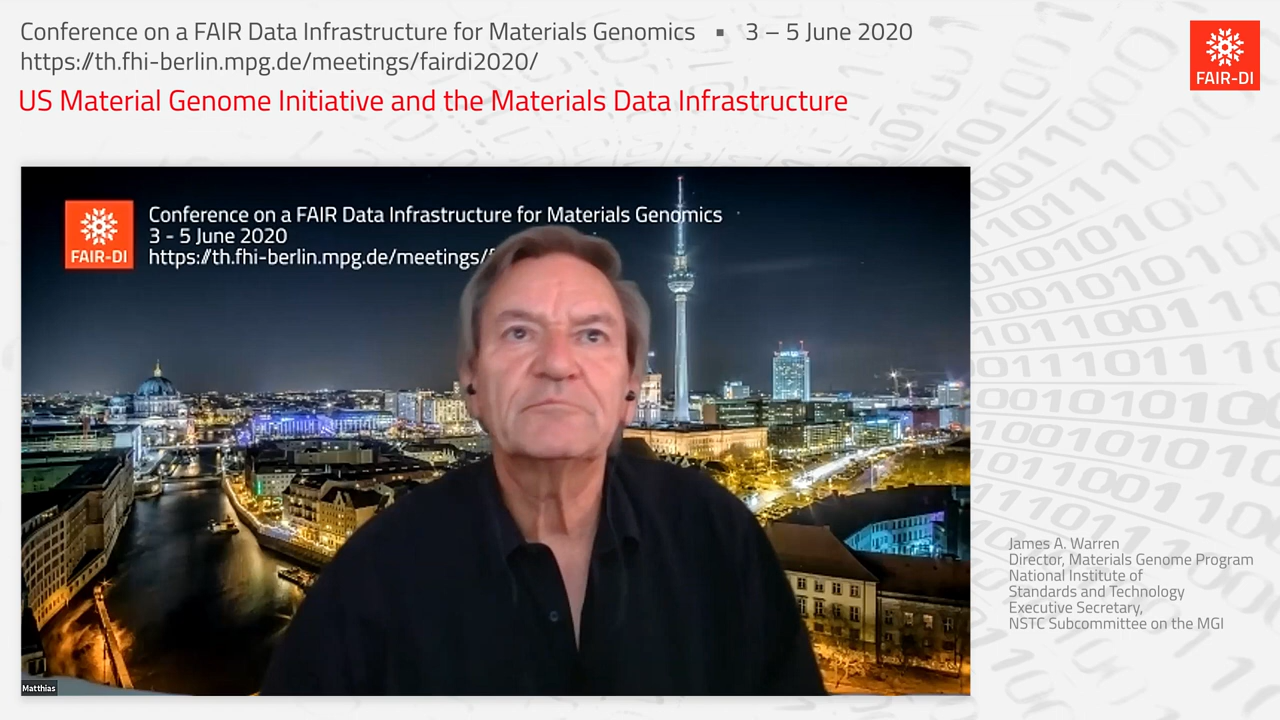 Conference on a FAIR Data Infrastructure for Materials Genomics ▪ 3 – 5 June 2020
https://th.fhi-berlin.mpg.de/meetings/fairdi2020/
US Material Genome Initiative and the Materials Data Infrastructure
FAIR-DI
Conference on a FAIR Data Infrastructure for Materials Genomics
3 - 5 June 2020
https://th.fhi-berlin.mpg.de/meetings/
FAIR-DI
James A. Warren
Director, Materials Genome Program
National Institute of
Standards and Technology
Executive Secretary,
NSTC Subcommittee on the MGI
Matthias